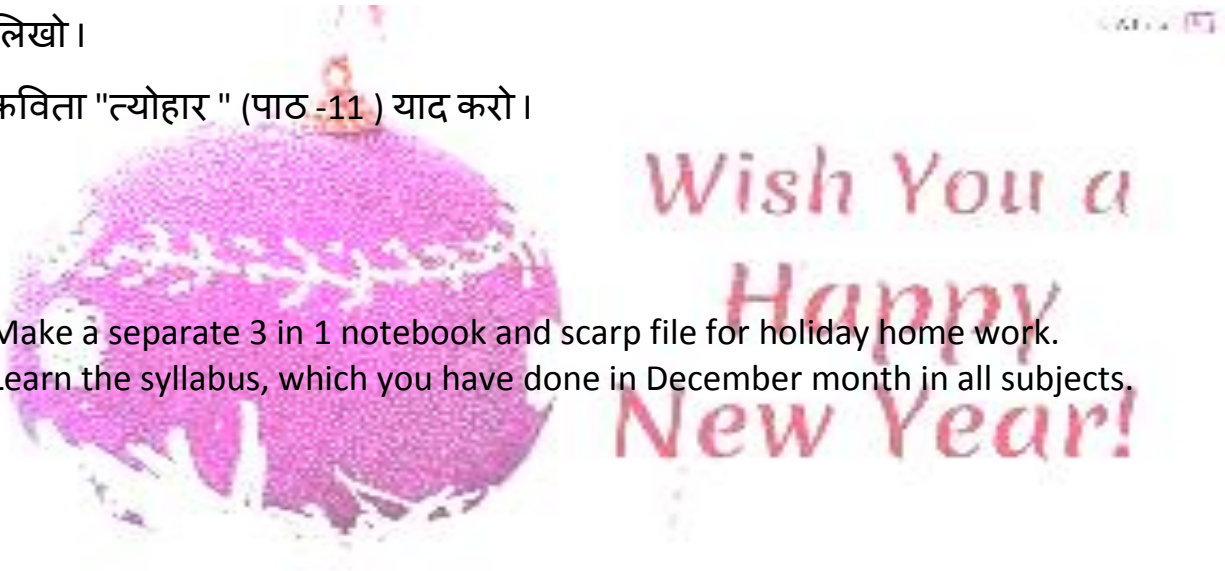 लिखो।
कविता "त्योहार " (पाठ -11 ) याद करो।
Wish You a
Happy
Make a separate 3 in 1 notebook and scarp file for holiday home work.
Learn the syllabus, which you have done in December month in all subjects.
New Year!